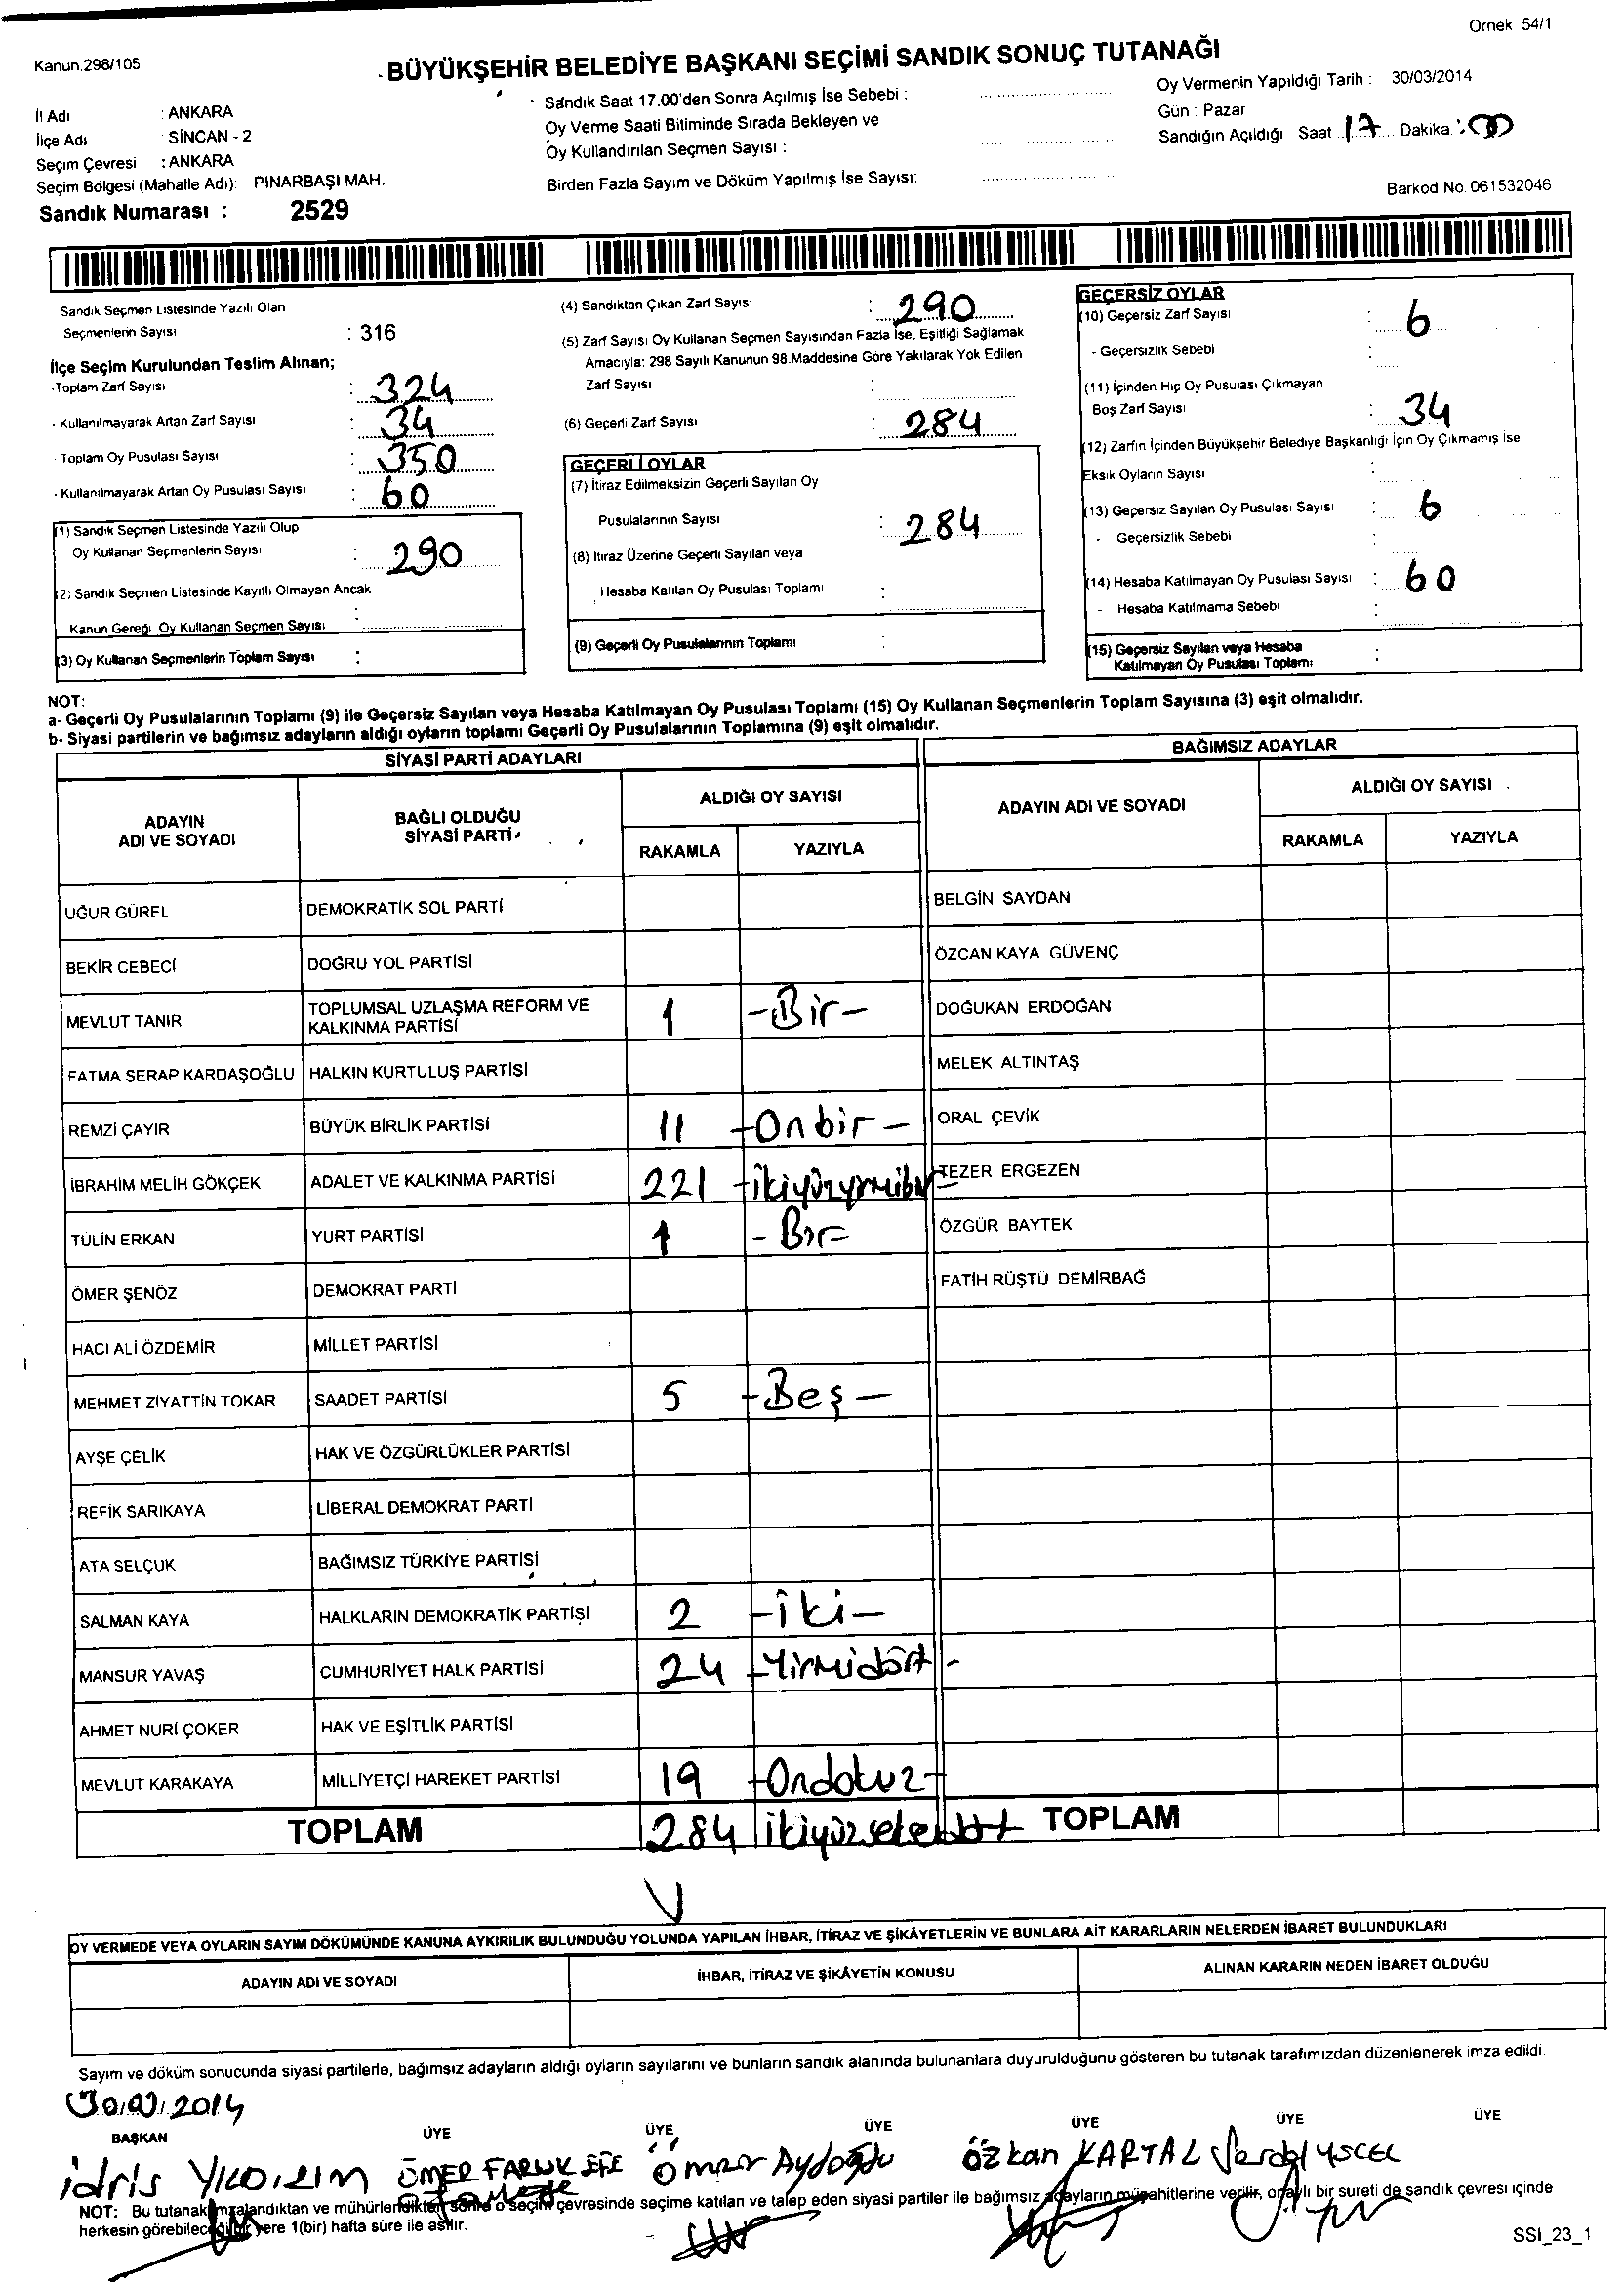 Örnek 54/1
Kanun.298/105
BÜYÜKŞEHİR BELEDİYE BAŞKANI SEÇİMİ SANDIK SONUÇ TUTANAĞI
İl Adı : ANKARA
İlçe Adı : SİNCAN - 2
Seçim Çevresi : ANKARA
Seçim Bölgesi (Mahalle Adı): PINARBAŞI MAH.
Sandık Numarası : 2529
Sandık Saat 17.00'den Sonra Açılmış İse Sebebi :
Oy Verme Saati Bitiminde Sırada Bekleyen ve
Oy Kullandırılan Seçmen Sayısı :
Birden Fazla Sayım ve Döküm Yapılmış İse Sayısı:
Oy Vermenin Yapıldığı Tarih : 30/03/2014
Gün : Pazar
Sandığın Açıldığı Saat 17 Dakika : 00
Barkod No. 061532046
Sandık Seçmen Listesinde Yazılı Olan
Seçmenlerin Sayısı : 316
İlçe Seçim Kurulundan Teslim Alınan;
-Toplam Zarf Sayısı : 324
- Kullanılmayarak Artan Zarf Sayısı : 34
- Toplam Oy Pusulası Sayısı : 350
- Kullanılmayarak Artan Oy Pusulası Sayısı : 60
(1) Sandık Seçmen Listesinde Yazılı Olup
Oy Kullanan Seçmenlerin Sayısı : 290
(2) Sandık Seçmen Listesinde Kayıtlı Olmayan Ancak
Kanun Gereği Oy Kullanan Seçmen Sayısı :
(3) Oy Kullanan Seçmenlerin Toplam Sayısı :
(4) Sandıktan Çıkan Zarf Sayısı : 290
(5) Zarf Sayısı Oy Kullanan Seçmen Sayısından Fazla İse, Eşitliği Sağlamak
Amacıyla: 298 Sayılı Kanunun 98.Maddesine Göre Yakılarak Yok Edilen
Zarf Sayısı :
(6) Geçerli Zarf Sayısı : 284
GEÇERLİ OYLAR
(7) İtiraz Edilmeksizin Geçerli Sayılan Oy
Pusulalarının Sayısı : 284
(8) İtiraz Üzerine Geçerli Sayılan veya
Hesaba Katılan Oy Pusulası Toplamı :
(9) Geçerli Oy Pusulalarının Toplamı :
GEÇERSİZ OYLAR
(10) Geçersiz Zarf Sayısı : 6
- Geçersizlik Sebebi :
(11) İçinden Hiç Oy Pusulası Çıkmayan
Boş Zarf Sayısı : 34
(12) Zarfın İçinden Büyükşehir Belediye Başkanlığı İçin Oy Çıkmamış İse
Eksik Oyların Sayısı :
(13) Geçersiz Sayılan Oy Pusulası Sayısı : 6
- Geçersizlik Sebebi :
(14) Hesaba Katılmayan Oy Pusulası Sayısı : 60
- Hesaba Katılmama Sebebi :
(15) Geçersiz Sayılan veya Hesaba
Katılmayan Oy Pusulası Toplamı :
NOT:
a- Geçerli Oy Pusulalarının Toplamı (9) ile Geçersiz Sayılan veya Hesaba Katılmayan Oy Pusulası Toplamı (15) Oy Kullanan Seçmenlerin Toplam Sayısına (3) eşit olmalıdır.
b- Siyasi partilerin ve bağımsız adayların aldığı oyların toplamı Geçerli Oy Pusulalarının Toplamına (9) eşit olmalıdır.
SİYASİ PARTİ ADAYLARI
ADAYIN ADI VE SOYADI BAĞLI OLDUĞU SİYASİ PARTİ ALDIĞI OY SAYISI
RAKAMLA YAZIYLA
UĞUR GÜREL DEMOKRATİK SOL PARTİ
BEKİR CEBECİ DOĞRU YOL PARTİSİ
MEVLUT TANIR TOPLUMSAL UZLAŞMA REFORM VE KALKINMA PARTİSİ 1 -Bir-
FATMA SERAP KARDAŞOĞLU HALKIN KURTULUŞ PARTİSİ
REMZİ ÇAYIR BÜYÜK BİRLİK PARTİSİ 11 -Onbir-
İBRAHİM MELİH GÖKÇEK ADALET VE KALKINMA PARTİSİ 221 -ikiyüzyirmibir-
TÜLİN ERKAN YURT PARTİSİ 1 -Bir-
ÖMER ŞENÖZ DEMOKRAT PARTİ
HACI ALİ ÖZDEMİR MİLLET PARTİSİ
MEHMET ZİYATTİN TOKAR SAADET PARTİSİ 5 -Beş-
AYŞE ÇELİK HAK VE ÖZGÜRLÜKLER PARTİSİ
REFİK SARIKAYA LİBERAL DEMOKRAT PARTİ
ATA SELÇUK BAĞIMSIZ TÜRKİYE PARTİSİ
SALMAN KAYA HALKLARIN DEMOKRATİK PARTİSİ 2 -iki-
MANSUR YAVAŞ CUMHURİYET HALK PARTİSİ 24 -Yirmidört-
AHMET NURİ ÇOKER HAK VE EŞİTLİK PARTİSİ
MEVLUT KARAKAYA MİLLİYETÇİ HAREKET PARTİSİ 19 -Ondokuz-
TOPLAM 284 ikiyüzseksendört
BAĞIMSIZ ADAYLAR
ADAYIN ADI VE SOYADI ALDIĞI OY SAYISI
RAKAMLA YAZIYLA
BELGİN SAYDAN
ÖZCAN KAYA GÜVENÇ
DOĞUKAN ERDOĞAN
MELEK ALTINTAŞ
ORAL ÇEVİK
TEZER ERGEZEN
ÖZGÜR BAYTEK
FATİH RÜŞTÜ DEMİRBAĞ
TOPLAM
OY VERMEDE VEYA OYLARIN SAYIM DÖKÜMÜNDE KANUNA AYKIRILIK BULUNDUĞU YOLUNDA YAPILAN İHBAR, İTİRAZ VE ŞİKÂYETLERİN VE BUNLARA AİT KARARLARIN NELERDEN İBARET BULUNDUKLARI
ADAYIN ADI VE SOYADI İHBAR, İTİRAZ VE ŞİKÂYETİN KONUSU ALINAN KARARIN NEDEN İBARET OLDUĞU
Sayım ve döküm sonucunda siyasi partilerle, bağımsız adayların aldığı oyların sayılarını ve bunların sandık alanında bulunanlara duyurulduğunu gösteren bu tutanak tarafımızdan düzenlenerek imza edildi.
30.03.2014
BAŞKAN ÜYE ÜYE ÜYE ÜYE ÜYE ÜYE
idris YILDIRIM ÖMER FARUK EFE Ömer Aydoğdu Özkan KARTAL Serdal YÜCEL
NOT: Bu tutanak imzalandıktan ve mühürlendikten sonra o seçim çevresinde seçime katılan ve talep eden siyasi partiler ile bağımsız adayların müşahitlerine verilir, onaylı bir sureti de sandık çevresi içinde
herkesin görebileceği bir yere 1(bir) hafta süre ile asılır.
SSI_23_1